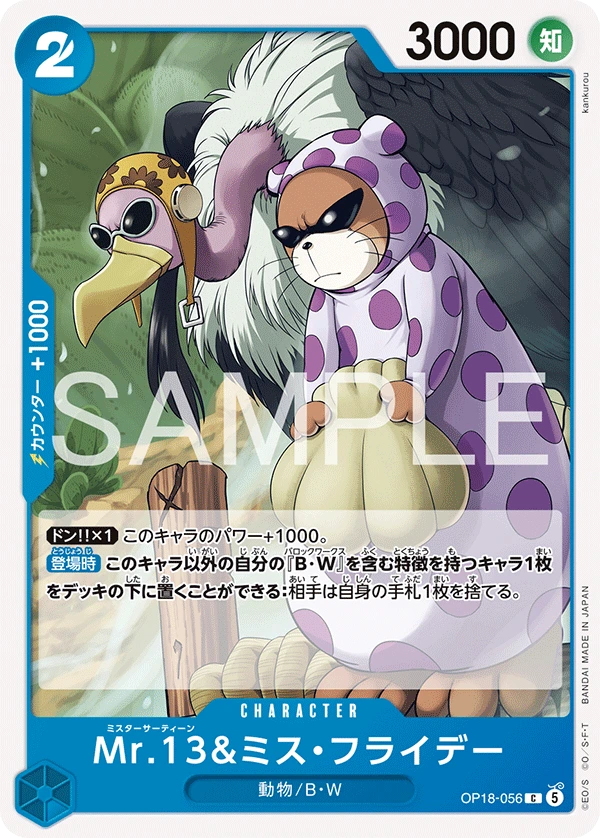 2
3000 知
kankurou
カウンター +1000
SAMPLE
ドン!!×1 このキャラのパワー+1000。
登場時 このキャラ以外の自分の『B・W』を含む特徴を持つキャラ1枚
をデッキの下に置くことができる：相手は自身の手札1枚を捨てる。
CHARACTER
ミスターサーティーン
Mr.13&ミス・フライデー
動物/B・W
OP18-056 C 5
©E.O/S ©O/S・F・T BANDAI MADE IN JAPAN